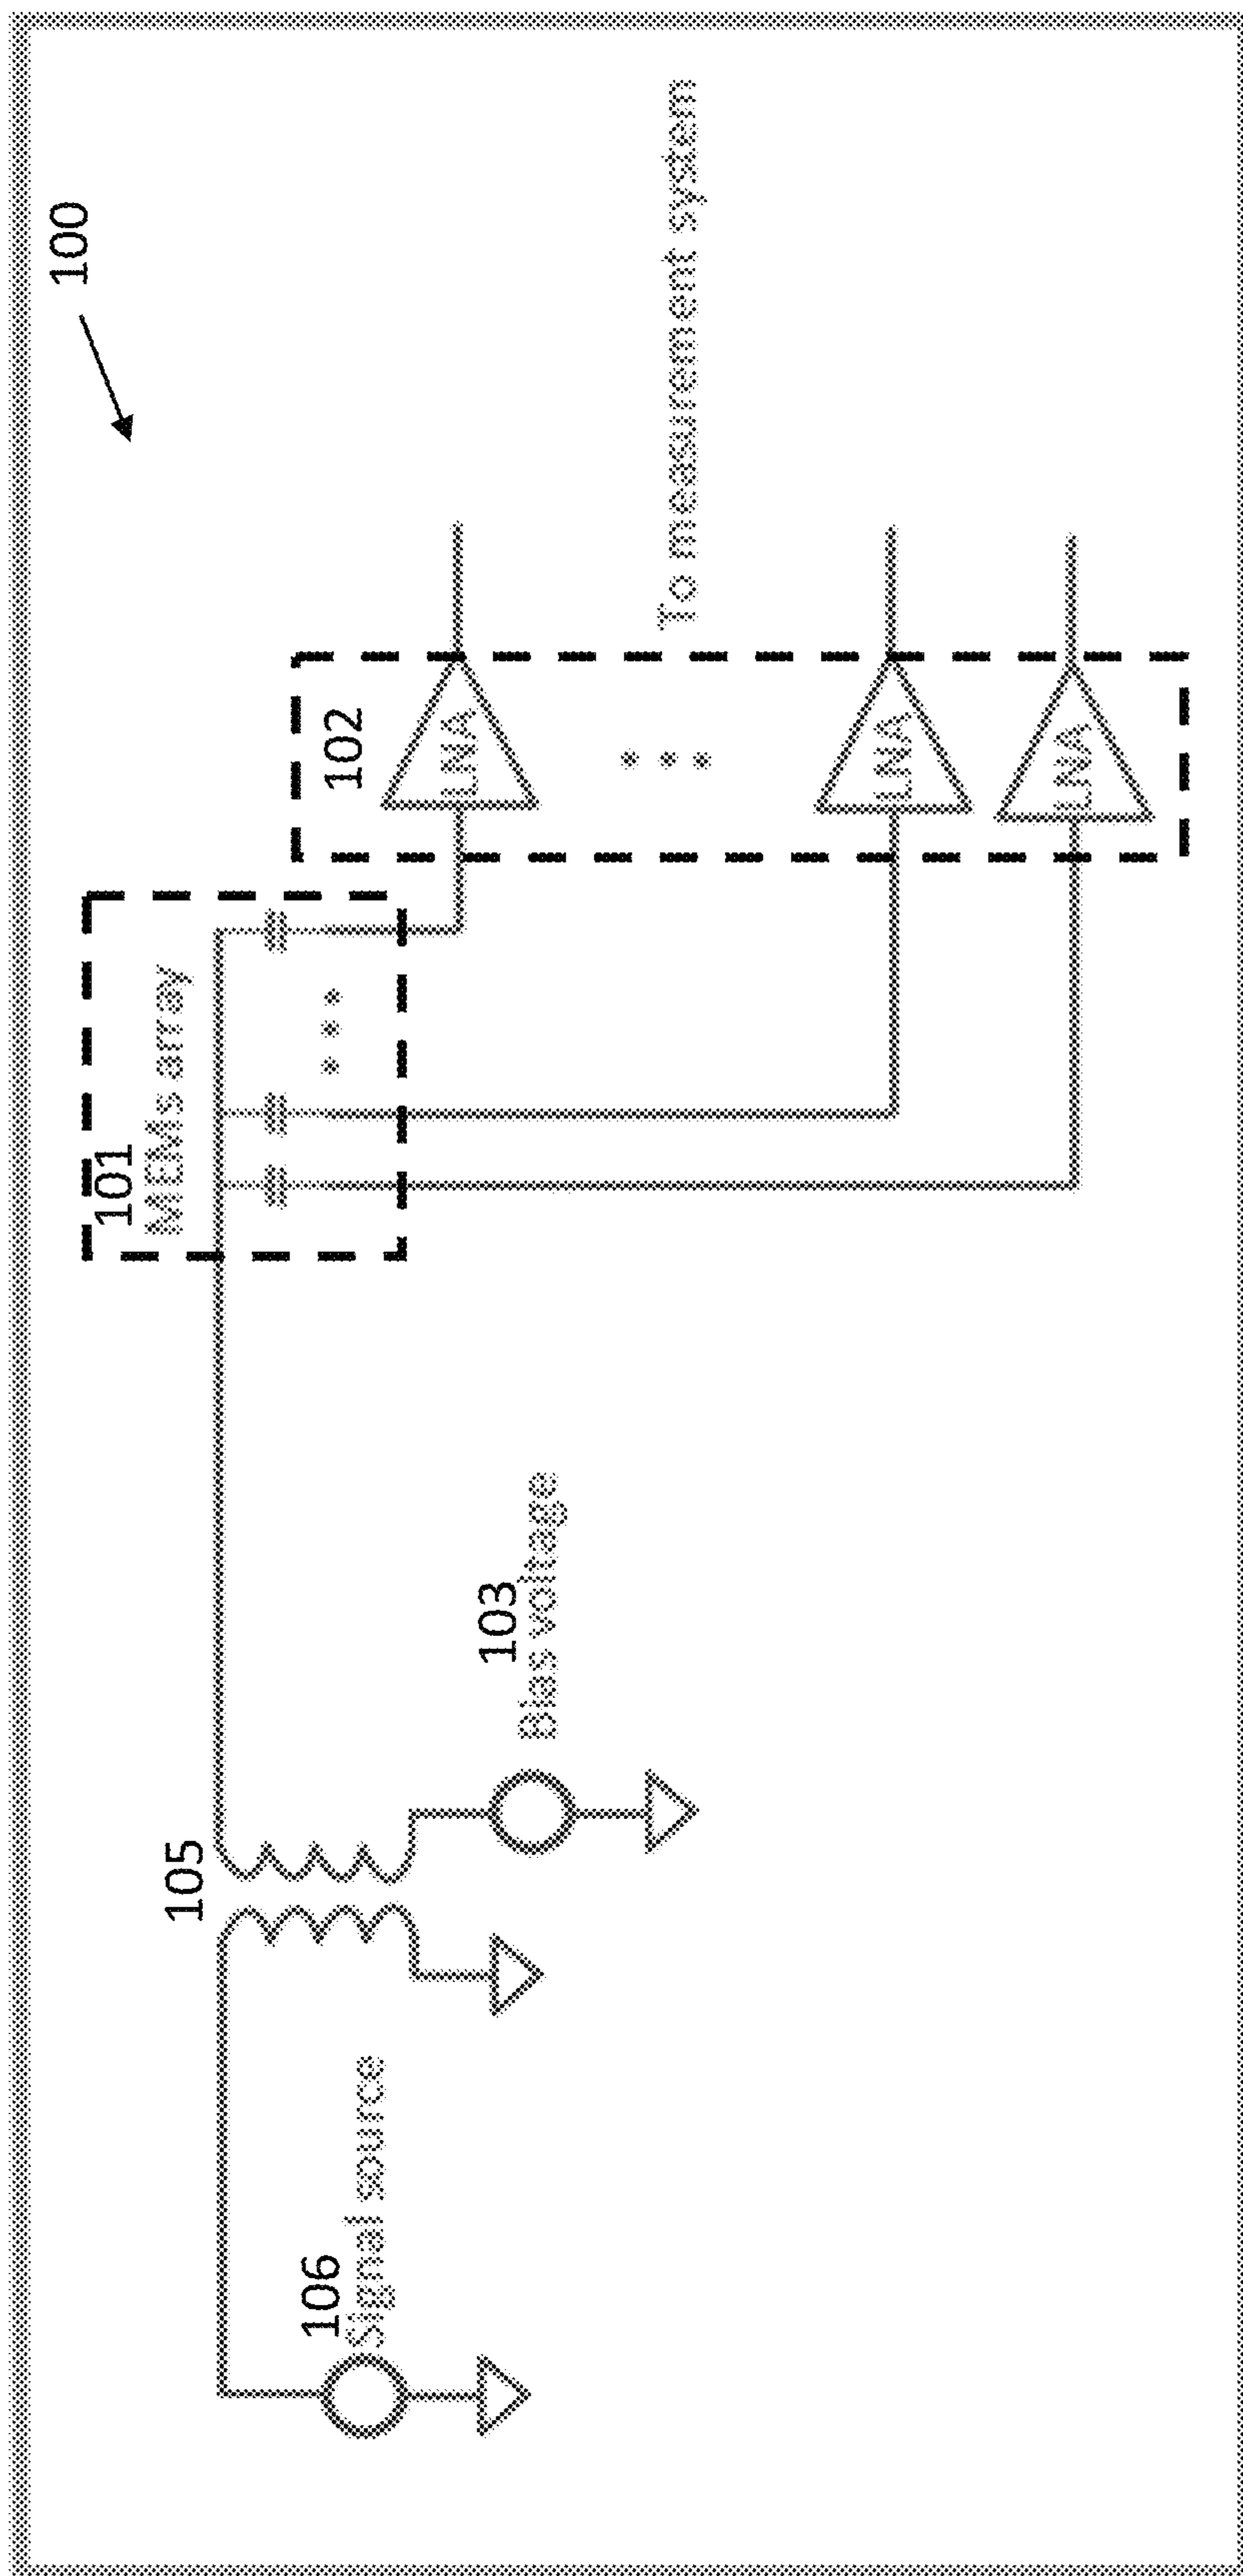 100
101
MEMs array
102
LNA
LNA
LNA
To measurement system
105
103
Bias voltage
106
Signal source